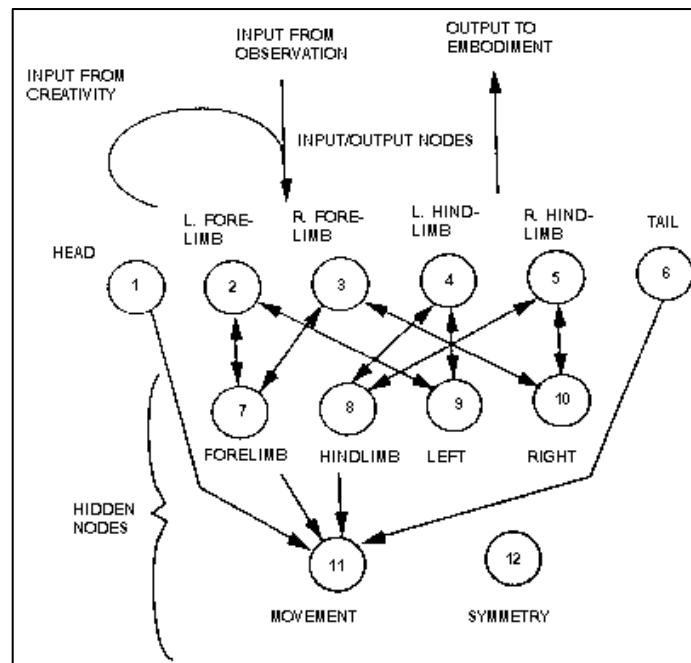 INPUT FROM
OBSERVATION
OUTPUT TO
EMBODIMENT
INPUT FROM
CREATIVITY
INPUT/OUTPUT NODES
L. FORE-
LIMB
R. FORE-
LIMB
L. HIND-
LIMB
R. HIND-
LIMB
TAIL
HEAD
1
2
3
4
5
6
7
8
9
10
FORELIMB
HINDLIMB
LEFT
RIGHT
HIDDEN
NODES
11
12
MOVEMENT
SYMMETRY